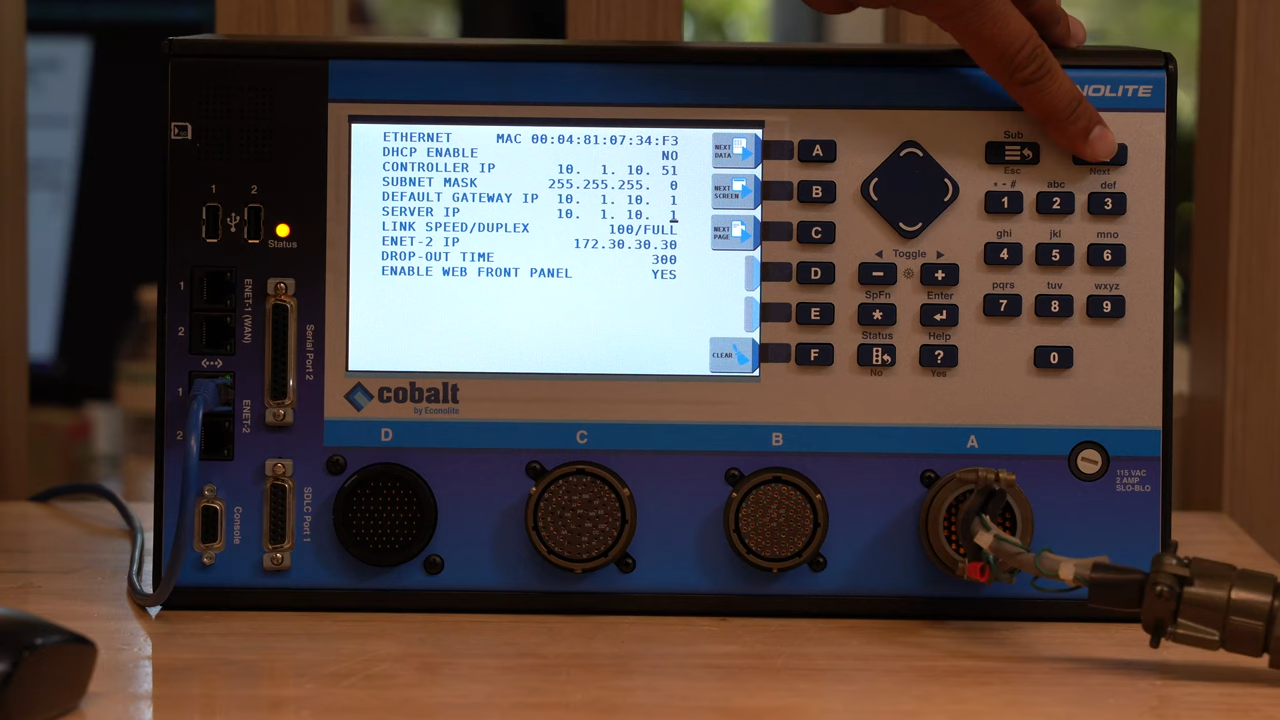 NOLITE
ETHERNET MAC 00:04:81:07:34:F3
DHCP ENABLE NO
CONTROLLER IP 10. 1. 10. 51
SUBNET MASK 255.255.255. 0
DEFAULT GATEWAY IP 10. 1. 10. 1
SERVER IP 10. 1. 10. 1
LINK SPEED/DUPLEX 100/FULL
ENET-2 IP 172.30.30.30
DROP-OUT TIME 300
ENABLE WEB FRONT PANEL YES
NEXT DATA
NEXT SCREEN
NEXT PAGE
CLEAR
A
B
C
D
E
F
Sub
Esc
Next
* - #
abc
def
1
2
3
ghi
jkl
mno
4
5
6
pqrs
tuv
wxyz
7
8
9
0
◀ Toggle ▶
−
+
SpFn
Enter
*
Status
Help
?
No
Yes
1 2
Status
1
2
ENET-1 (WAN)
Serial Port 2
<··>
1
2
ENET-2
Console
SDLC Port 1
cobalt
by Econolite
D
C
B
A
115 VAC
2 AMP
SLO-BLO